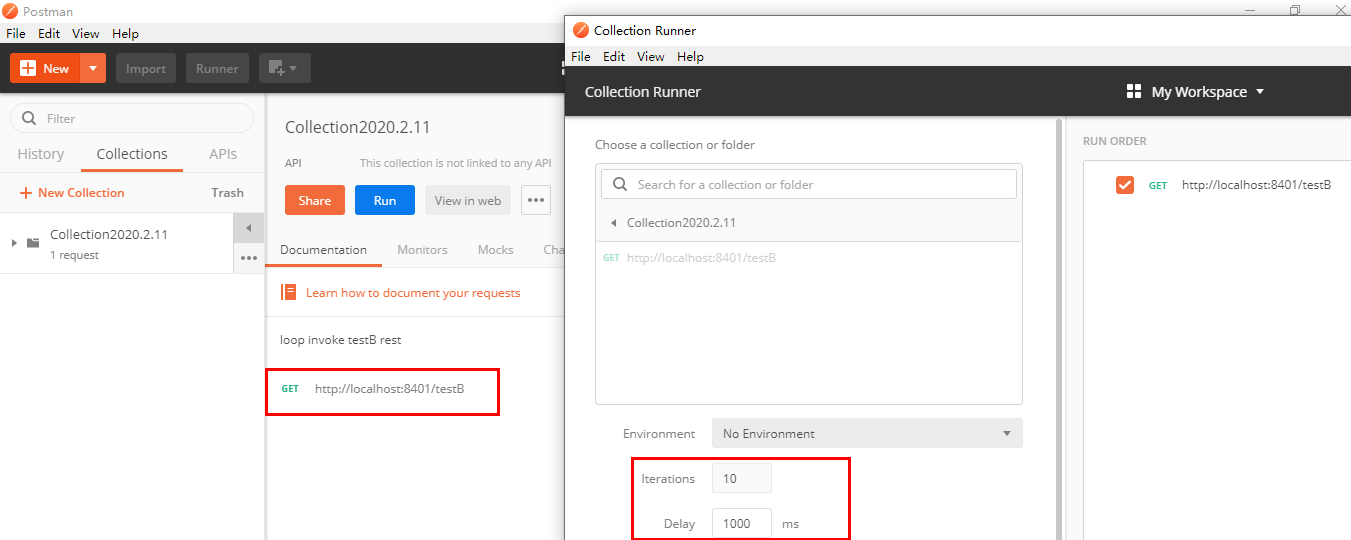 Postman
File Edit View Help
New
Import
Runner
Filter
History Collections APIs
New Collection
Trash
Collection2020.2.11
1 request
Collection2020.2.11
API
This collection is not linked to any API
Share
Run
View in web
Documentation Monitors Mocks Cha
Learn how to document your requests
loop invoke testB rest
GET http://localhost:8401/testB
Collection Runner
File Edit View Help
Collection Runner
My Workspace
Choose a collection or folder
Search for a collection or folder
Collection2020.2.11
GET http://localhost:8401/testB
Environment
No Environment
Iterations
10
Delay
1000
ms
RUN ORDER
GET http://localhost:8401/testB